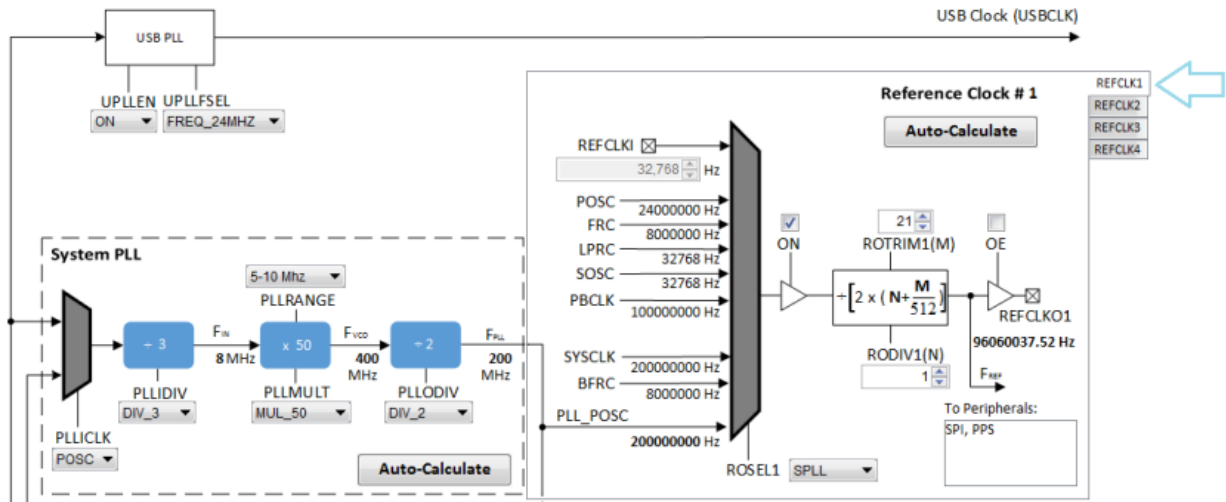 USB Clock (USBCLK)
USB PLL
UPLLEN
UPLLFSEL
ON
FREQ_24MHZ
REFCLK1
REFCLK2
REFCLK3
REFCLK4
Reference Clock # 1
Auto-Calculate
REFCLKI
32,768
Hz
POSC
24000000 Hz
FRC
8000000 Hz
LPRC
32768 Hz
SOSC
32768 Hz
PBCLK
100000000 Hz
SYSCLK
200000000 Hz
BFRC
8000000 Hz
PLL_POSC
200000000 Hz
ROSEL1
SPLL
ON
21
ROTRIM1(M)
OE
÷[2 x ( N+ M/512 )]
REFCLKO1
96060037.52 Hz
RODIV1(N)
1
FREF
To Peripherals:
SPI, PPS
System PLL
5-10 Mhz
PLLRANGE
÷ 3
FIN
8 MHz
x 50
FVCO
400
MHz
÷2
FPLL
200
MHz
PLLIDIV
DIV_3
PLLMULT
MUL_50
PLLODIV
DIV_2
PLLICLK
POSC
Auto-Calculate